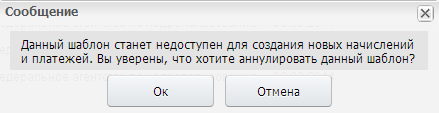 Сообщение
Данный шаблон станет недоступен для создания новых начислений
и платежей. Вы уверены, что хотите аннулировать данный шаблон?
Ок
Отмена